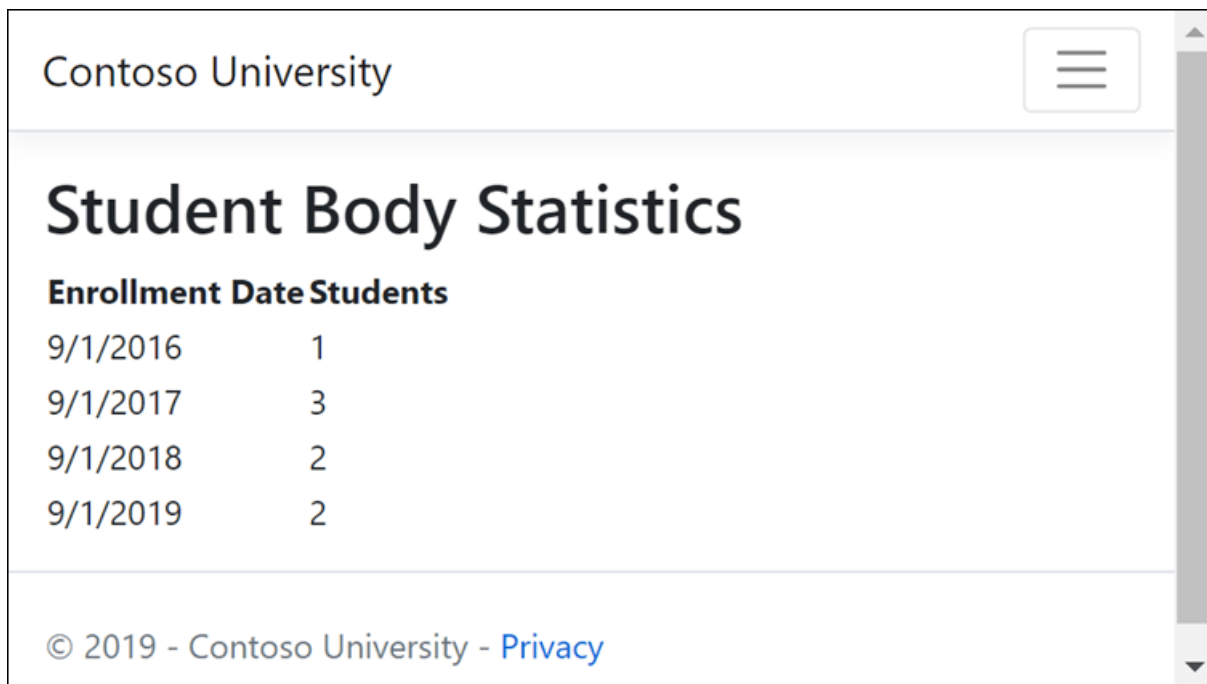 Contoso University
Student Body Statistics
Enrollment Date Students
9/1/2016 1
9/1/2017 3
9/1/2018 2
9/1/2019 2
© 2019 - Contoso University - Privacy